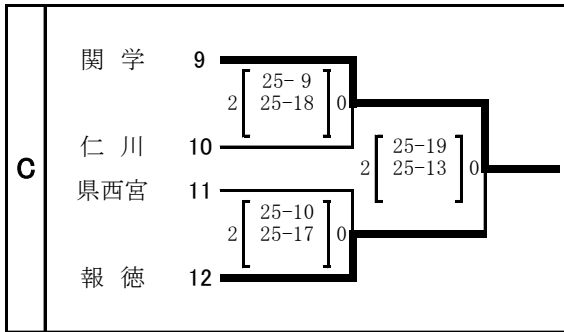 C
関 学 9
2 [ 25- 9 ] 0
25-18
仁 川 10
2 [ 25-19 ] 0
25-13
県西宮 11
2 [ 25-10 ] 0
25-17
報 徳 12